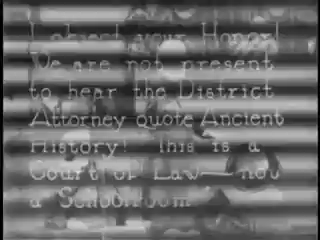 I object your Honor!
We are not present
to hear the District
Attorney quote Ancient
History! This is a
Court of Law—not
a Schoolroom